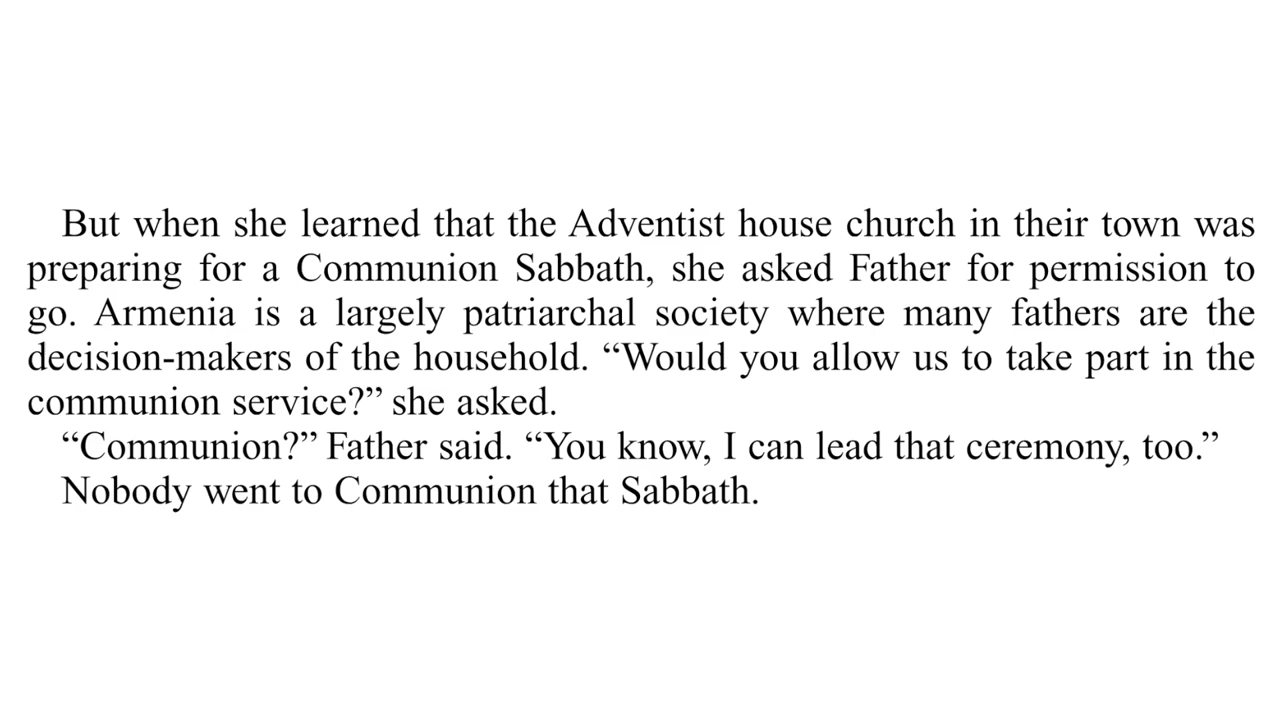 But when she learned that the Adventist house church in their town was
preparing for a Communion Sabbath, she asked Father for permission to
go. Armenia is a largely patriarchal society where many fathers are the
decision-makers of the household. “Would you allow us to take part in the
communion service?” she asked.
“Communion?” Father said. “You know, I can lead that ceremony, too.”
Nobody went to Communion that Sabbath.